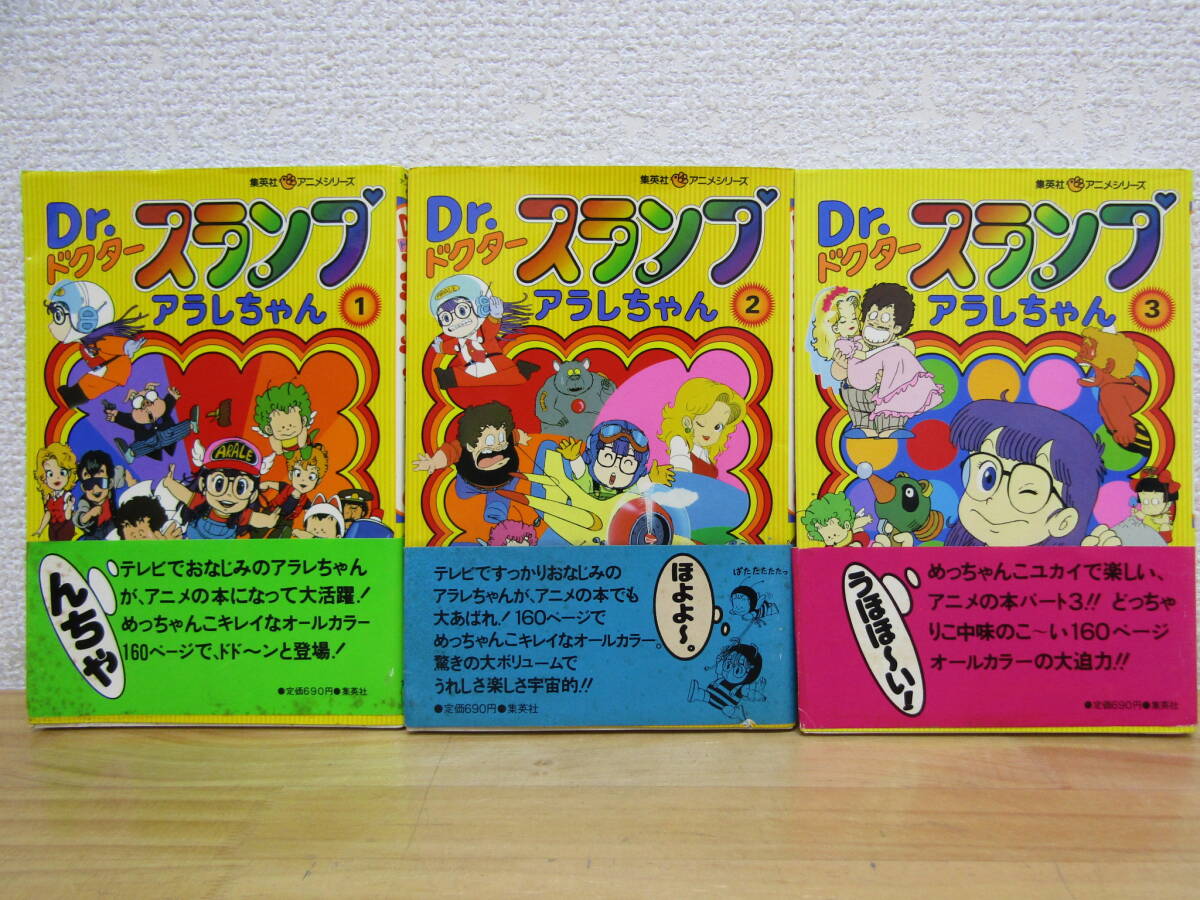 集英社 アニメシリーズ
Dr.
ドクター
スランプ
アラレちゃん 1
ARALE
んちゃ
テレビでおなじみのアラレちゃん
が、アニメの本になって大活躍!
めっちゃんこキレイなオールカラー
160ページで、ドド〜ンと登場!
●定価690円●集英社
集英社 アニメシリーズ
Dr.
ドクター
スランプ
アラレちゃん 2
テレビですっかりおなじみの
アラレちゃんが、アニメの本でも
大あばれ!160ページで
めっちゃんこキレイなオールカラー。
驚きの大ボリュームで
うれしさ楽しさ宇宙的!!
ほよよ〜。
ぱたたたたたっ
●定価690円●集英社
集英社 アニメシリーズ
Dr.
ドクター
スランプ
アラレちゃん 3
うほほ〜い!
めっちゃんこユカイで楽しい、
アニメの本パート3!! どっちゃ
りこ中味のこ〜い160ページ
オールカラーの大迫力!!
●定価690円●集英社